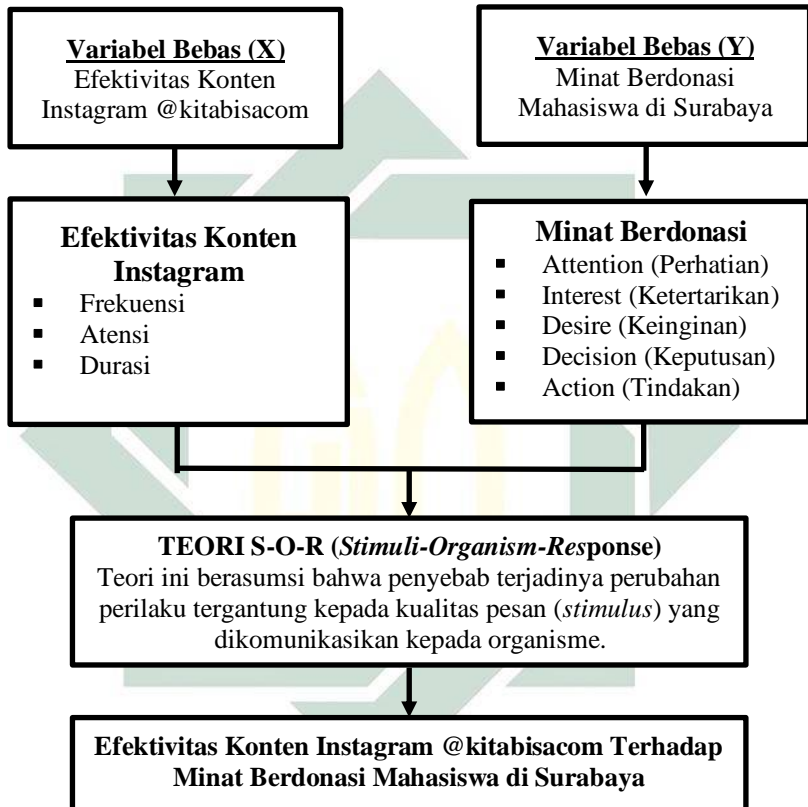 Variabel Bebas (X)
Efektivitas Konten
Instagram @kitabisacom
Variabel Bebas (Y)
Minat Berdonasi
Mahasiswa di Surabaya
Efektivitas Konten
Instagram
▪ Frekuensi
▪ Atensi
▪ Durasi
Minat Berdonasi
▪ Attention (Perhatian)
▪ Interest (Ketertarikan)
▪ Desire (Keinginan)
▪ Decision (Keputusan)
▪ Action (Tindakan)
TEORI S-O-R (Stimuli-Organism-Response)
Teori ini berasumsi bahwa penyebab terjadinya perubahan
perilaku tergantung kepada kualitas pesan (stimulus) yang
dikomunikasikan kepada organisme.
Efektivitas Konten Instagram @kitabisacom Terhadap
Minat Berdonasi Mahasiswa di Surabaya